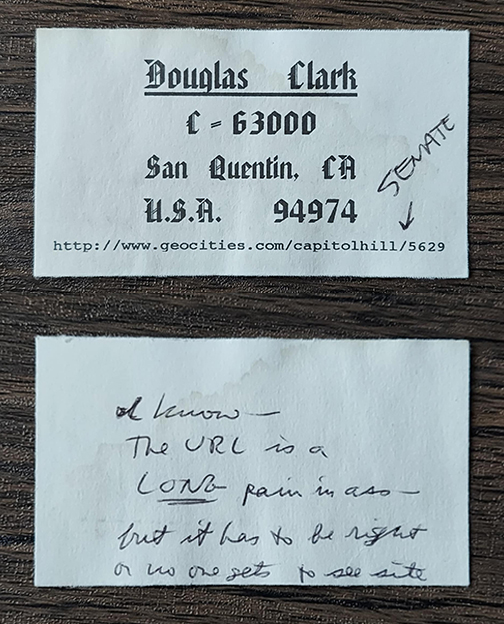 Douglas Clark
C - 63000
San Quentin, CA
U.S.A. 94974
SENATE
http://www.geocities.com/capitolhill/5629
I know—
The URL is a
LONG pain in ass—
but it has to be right
or no one gets to see site